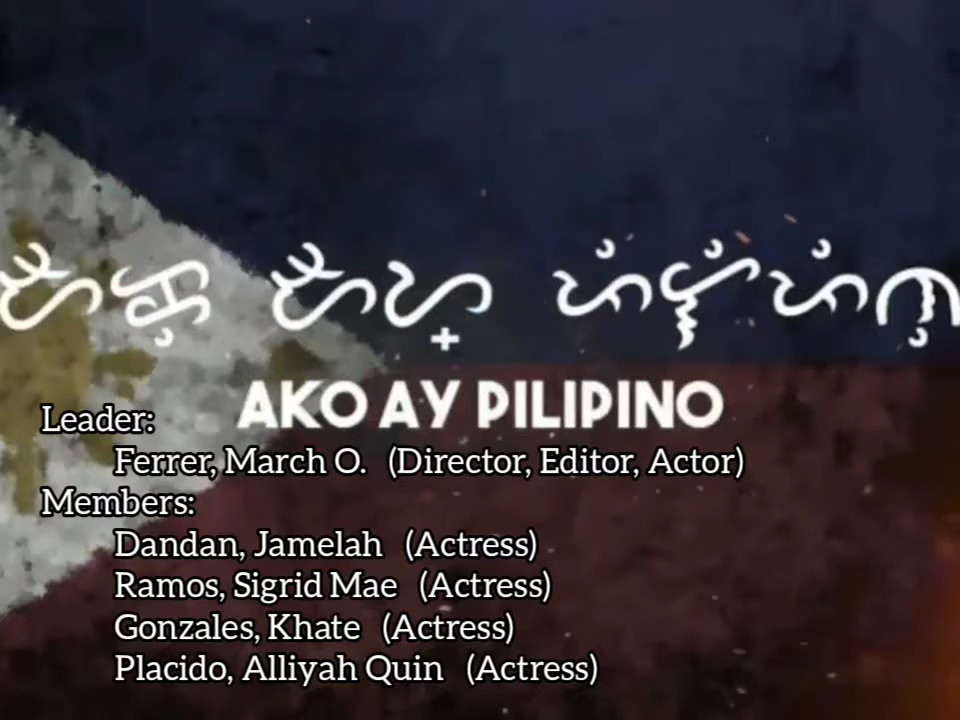 ᜀᜃᜓ ᜀᜌ᜔ ᜉᜒᜎᜒᜉᜒᜈᜓ
AKO AY PILIPINO
Leader:
Ferrer, March O. (Director, Editor, Actor)
Members:
Dandan, Jamelah (Actress)
Ramos, Sigrid Mae (Actress)
Gonzales, Khate (Actress)
Placido, Alliyah Quin (Actress)